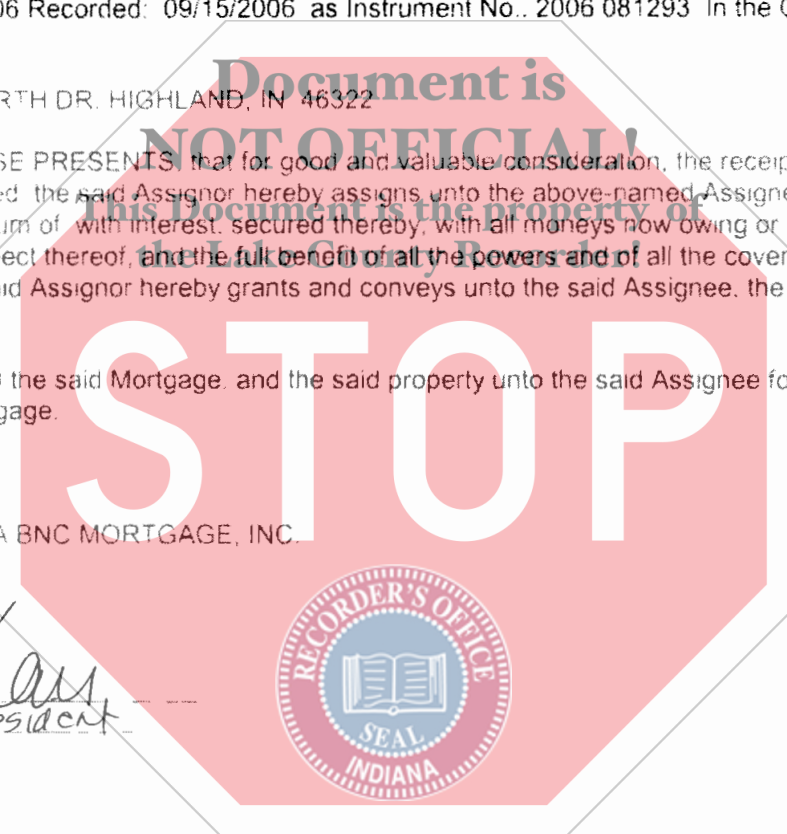 06 Recorded: 09/15/2006 as Instrument No.. 2006 081293 In the
Document is
RTH DR. HIGHLAND, IN 46322
NOT OFFICIAL!
SE PRESENTS that for good and valuable consideration, the receip
ed the said Assignor hereby assigns unto the above-named Assigne
This Document is the property of
um of with interest. secured thereby, with all moneys now owing or
the Lake County Recorder!
ect thereof, and the full benefit of all the powers and of all the cover
id Assignor hereby grants and conveys unto the said Assignee. the
STOP
the said Mortgage. and the said property unto the said Assignee fo
gage.
A BNC MORTGAGE, INC.
RECORDER'S OFFICE
SEAL
INDIANA
sident